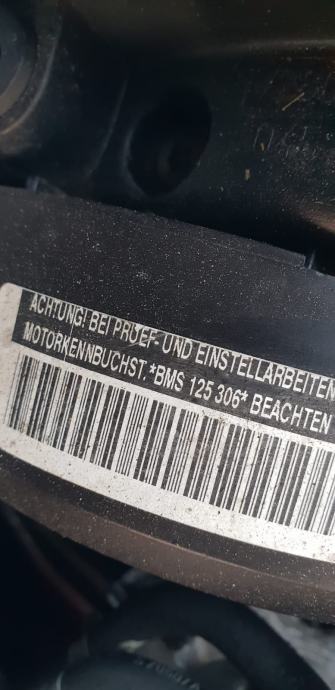 ACHTUNG! BEI PRUEF- UND EINSTELLARBEITEN
MOTORKENNBUCHST. *BMS 125 306* BEACHTEN